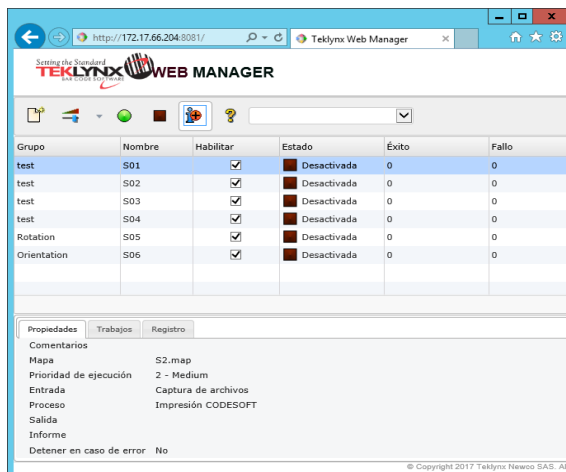 http://172.17.66.204:8081/
Teklynx Web Manager
Setting the Standard
TEKLYNX WEB MANAGER
BAR CODE SOFTWARE
Grupo Nombre Habilitar Estado Éxito Fallo
test S01 Desactivada 0 0
test S02 Desactivada 0 0
test S03 Desactivada 0 0
test S04 Desactivada 0 0
Rotation S05 Desactivada 0 0
Orientation S06 Desactivada 0 0
Propiedades Trabajos Registro
Comentarios
Mapa S2.map
Prioridad de ejecución 2 - Medium
Entrada Captura de archivos
Proceso Impresión CODESOFT
Salida
Informe
Detener en caso de error No
© Copyright 2017 Teklynx Newco SAS. Al